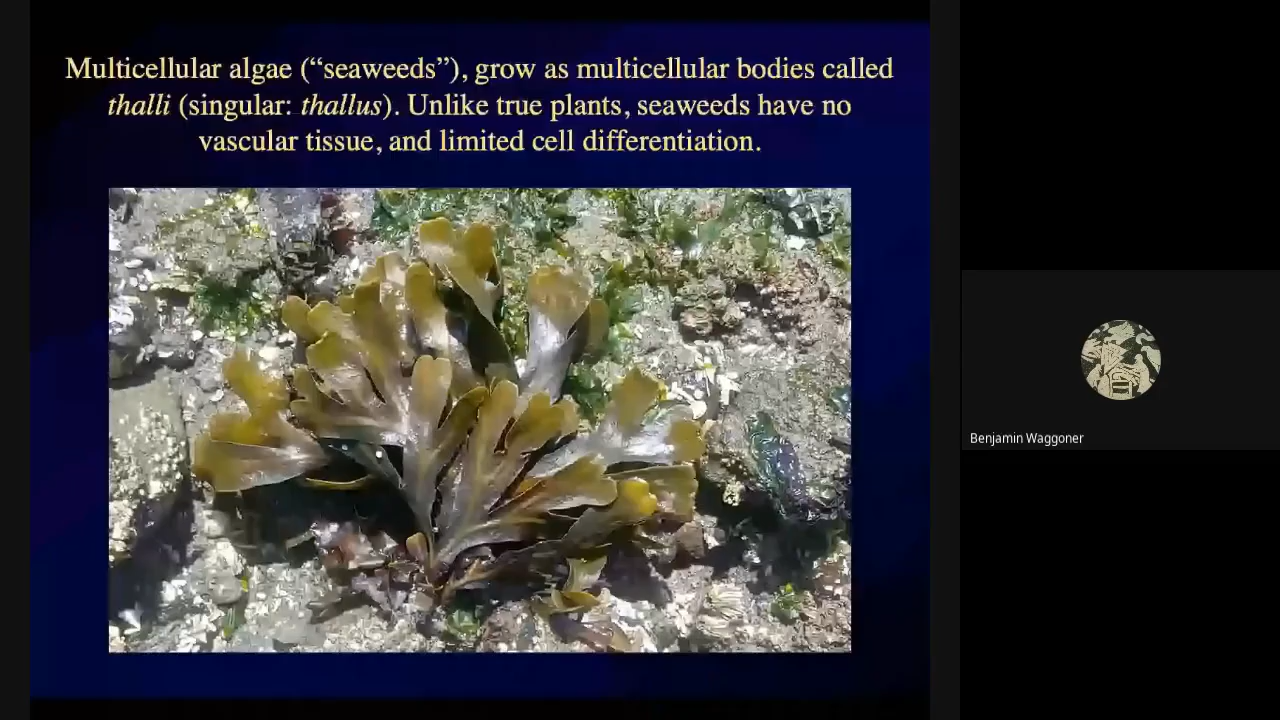 Multicellular algae (“seaweeds”), grow as multicellular bodies called
thalli (singular: thallus). Unlike true plants, seaweeds have no
vascular tissue, and limited cell differentiation.
Benjamin Waggoner